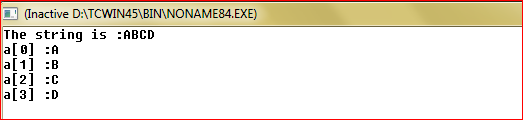 (Inactive D:\TCWIN45\BIN\NONAME84.EXE)
The string is :ABCD
a[0] :A
a[1] :B
a[2] :C
a[3] :D